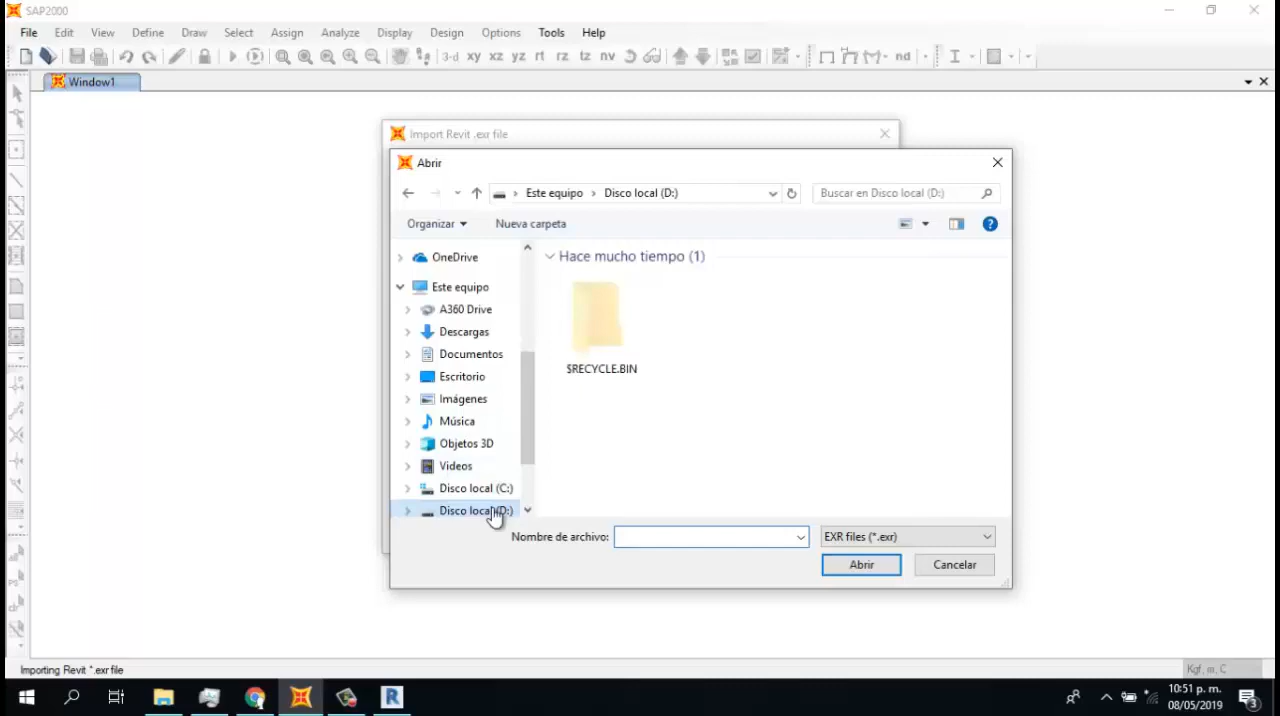 SAP2000
File Edit View Define Draw Select Assign Analyze Display Design Options Tools Help
3-d xy xz yz rt rz tz nv nd
Window1
Import Revit .exr file
Abrir
Este equipo Disco local (D:) Buscar en Disco local (D:)
Organizar Nueva carpeta
OneDrive
Este equipo
A360 Drive
Descargas
Documentos
Escritorio
Imágenes
Música
Objetos 3D
Videos
Disco local (C:)
Disco local (D:)
Hace mucho tiempo (1)
$RECYCLE.BIN
Nombre de archivo: EXR files (*.exr)
Abrir Cancelar
Importing Revit *.exr file Kgf, m, C
10:51 p. m.
08/05/2019
3